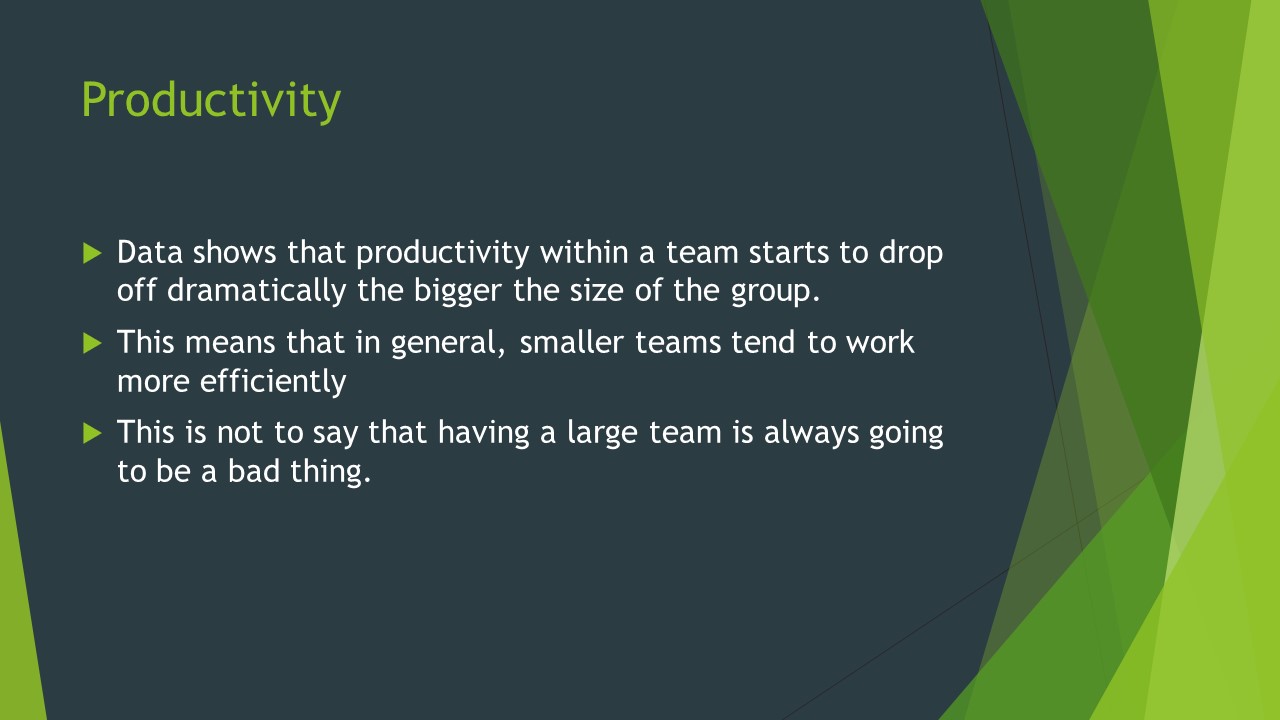 Productivity
Data shows that productivity within a team starts to drop
off dramatically the bigger the size of the group.
This means that in general, smaller teams tend to work
more efficiently
This is not to say that having a large team is always going
to be a bad thing.